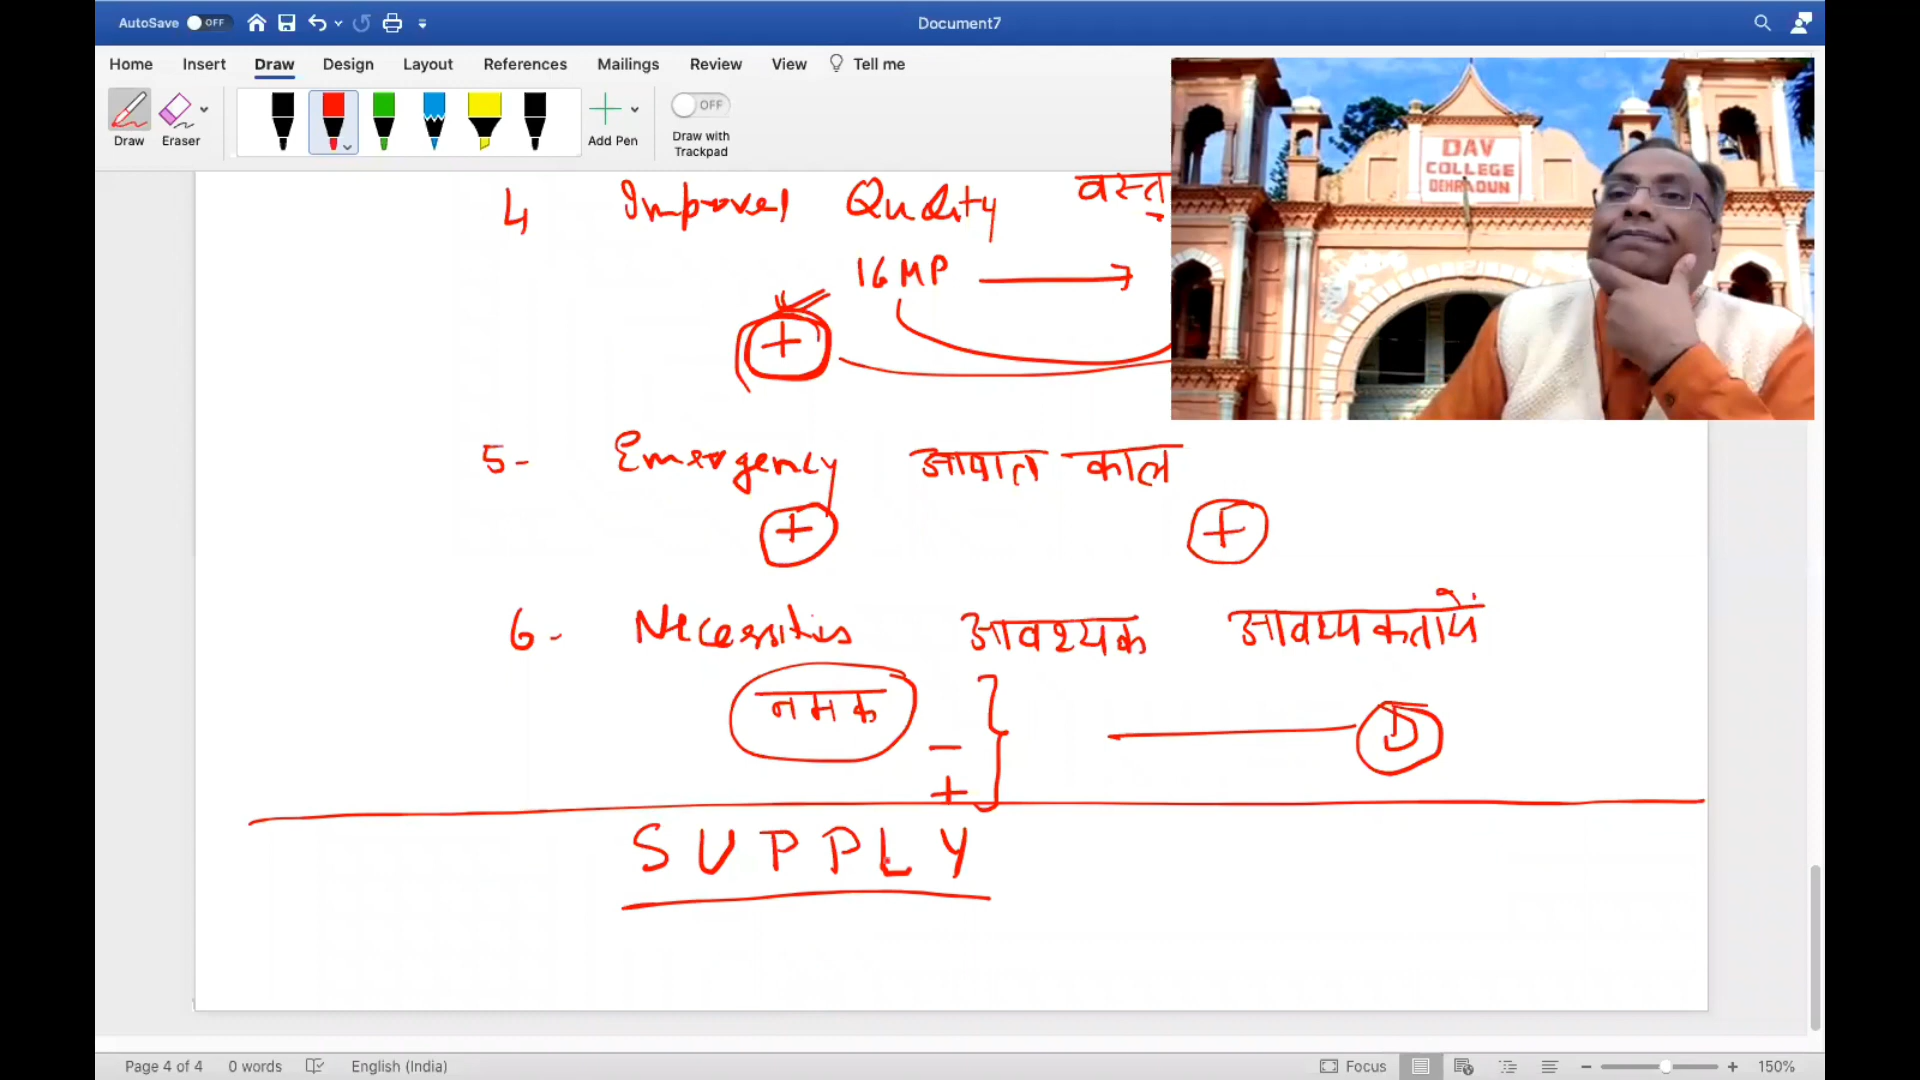 AutoSave OFF Document7
Home Insert Draw Design Layout References Mailings Review View Tell me
OFF
Draw Eraser Add Pen Draw with Trackpad
DAV
COLLEGE
DEHRADUN
4 Improved Quality
16 MP
+
5- Emergency आपात काल
+ +
6- Necessities आवश्यक आवश्यकतायें
नमक
- D
+
SUPPLY
Page 4 of 4 0 words English (India) Focus 150%